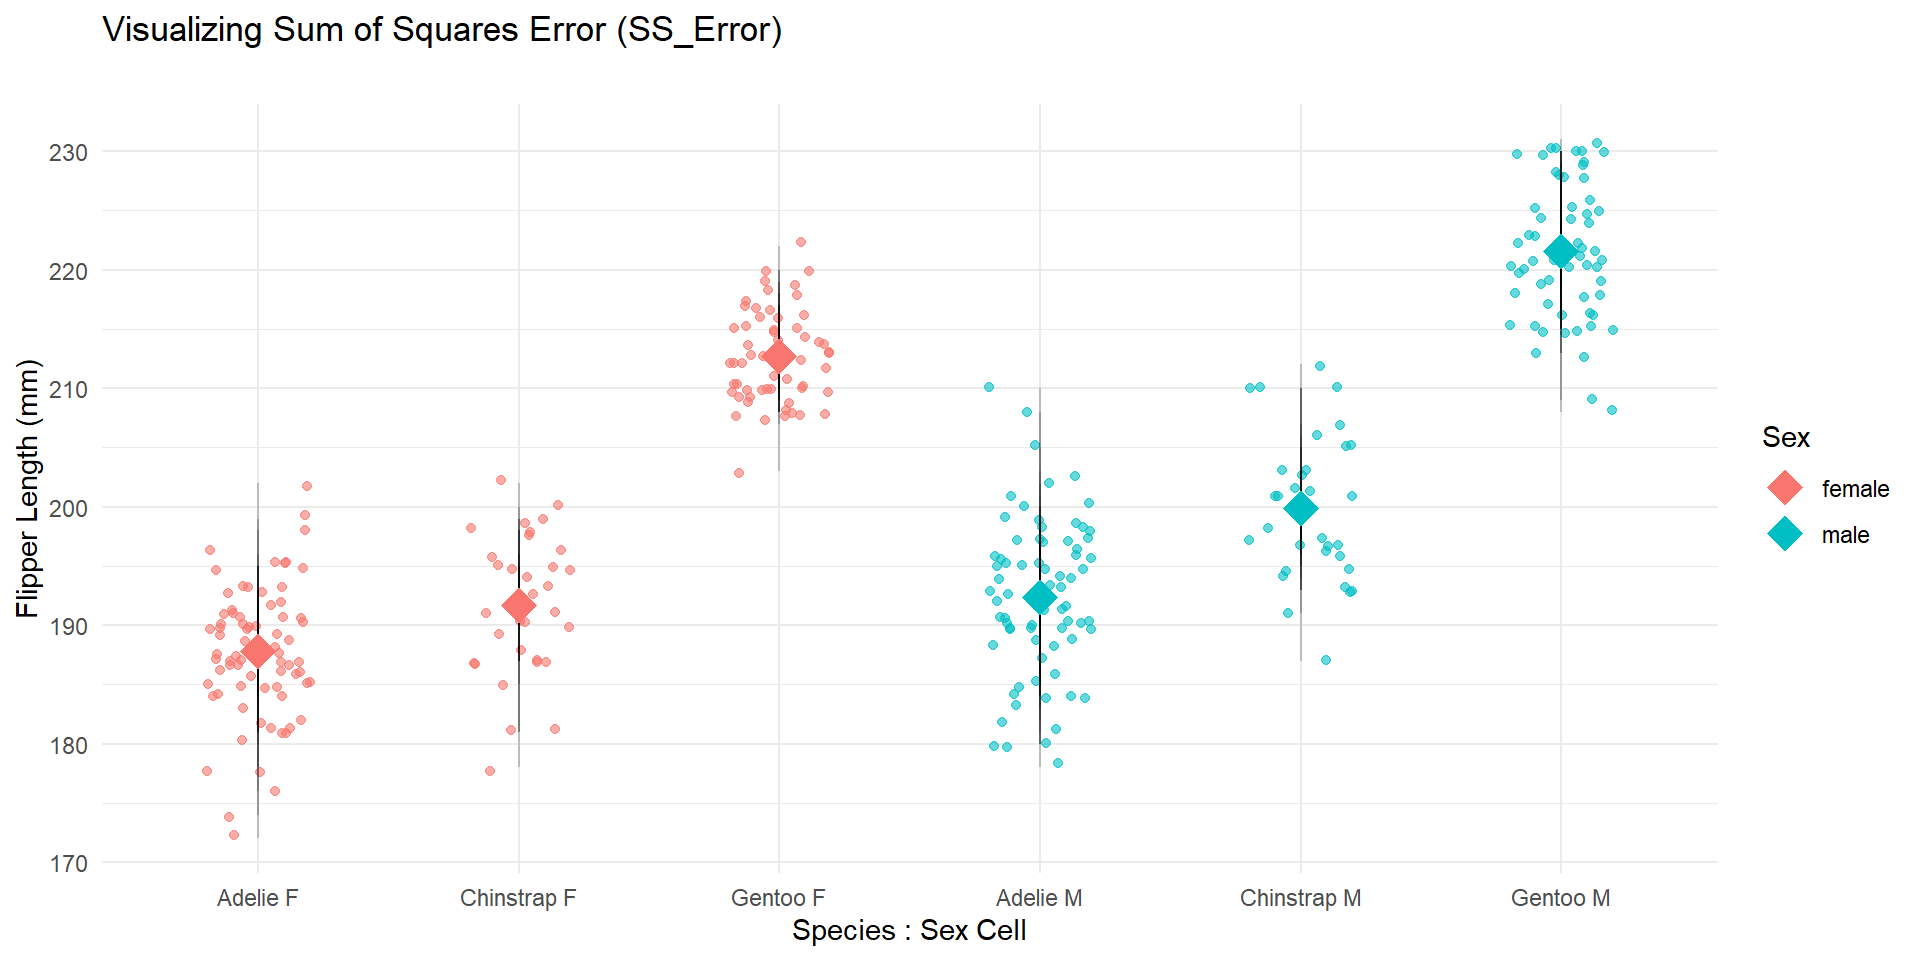 Visualizing Sum of Squares Error (SS_Error)
Flipper Length (mm)
230
220
210
200
190
180
170
Adelie F
Chinstrap F
Gentoo F
Adelie M
Chinstrap M
Gentoo M
Species : Sex Cell
Sex
female
male